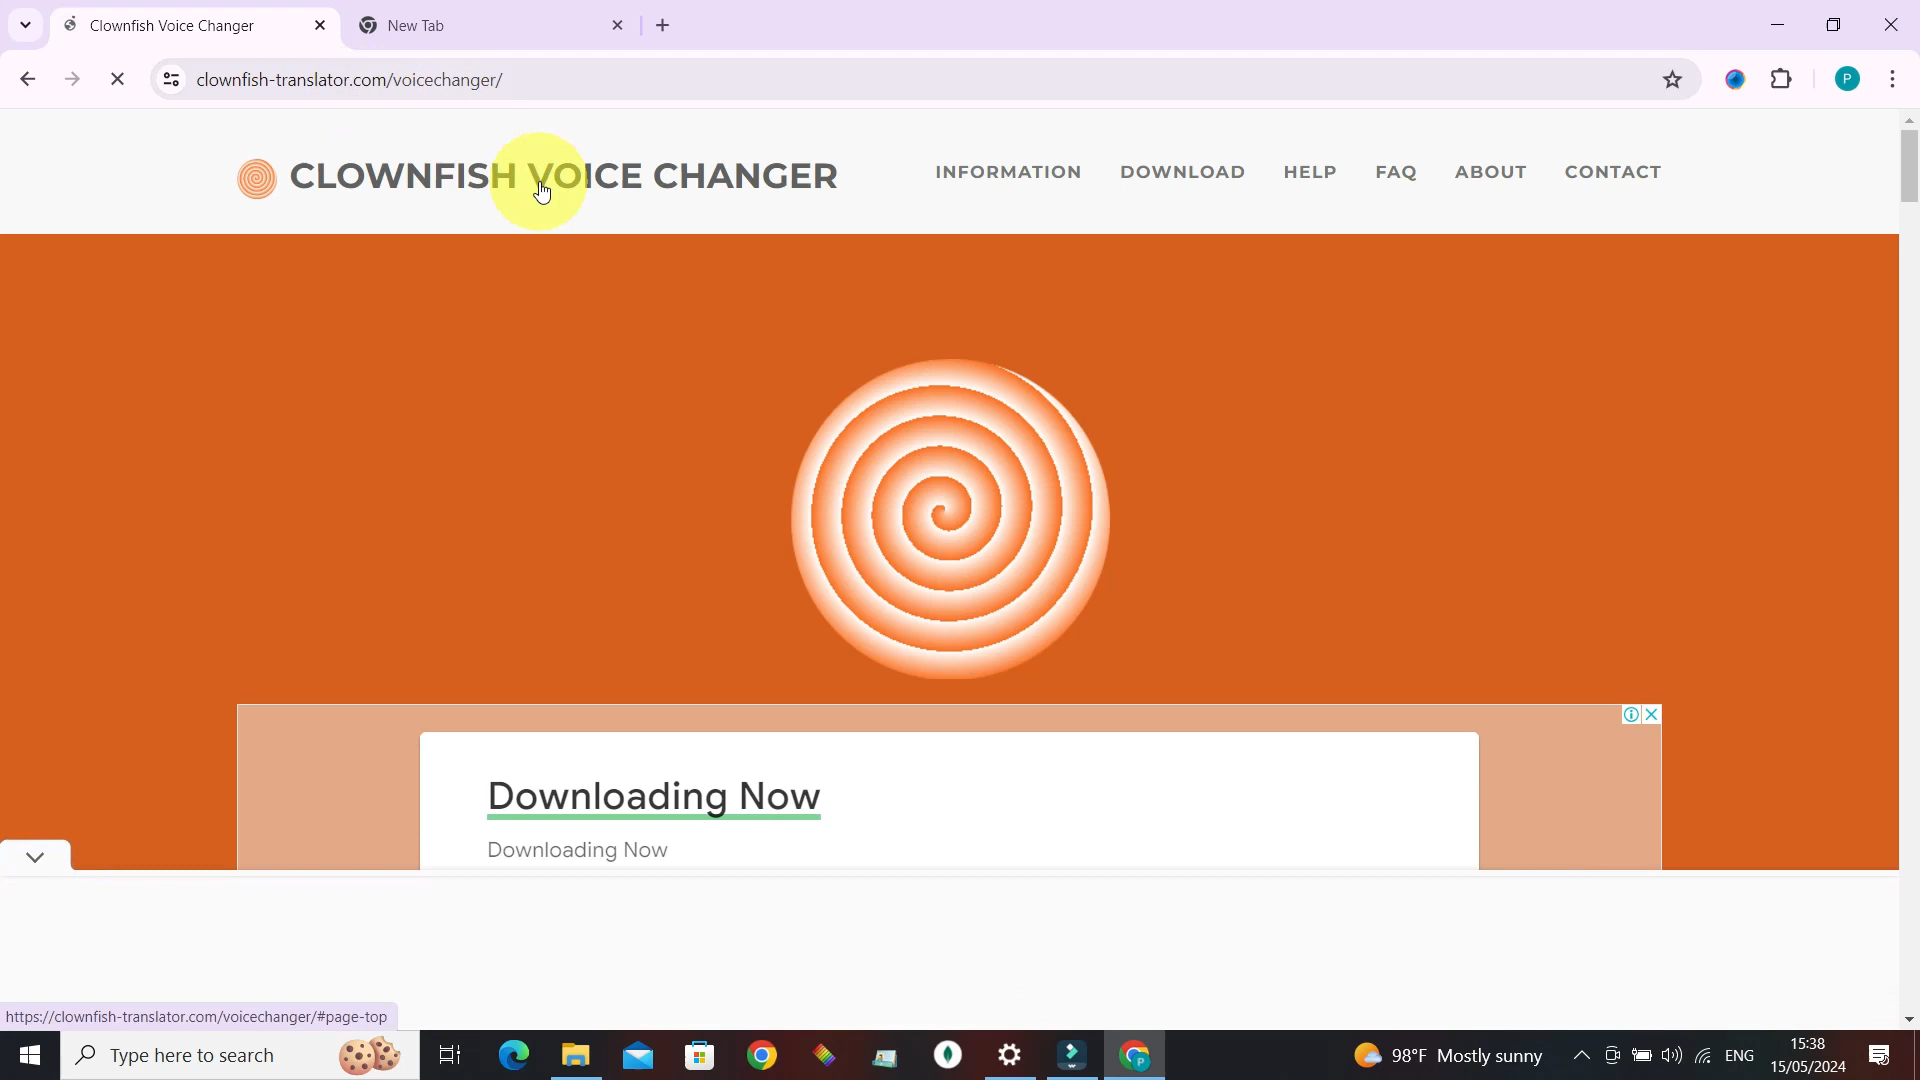 Clownfish Voice Changer
New Tab
clownfish-translator.com/voicechanger/
P
CLOWNFISH VOICE CHANGER
INFORMATION DOWNLOAD HELP FAQ ABOUT CONTACT
Downloading Now
Downloading Now
https://clownfish-translator.com/voicechanger/#page-top
Type here to search
P
98°F Mostly sunny
ENG
15:38
15/05/2024